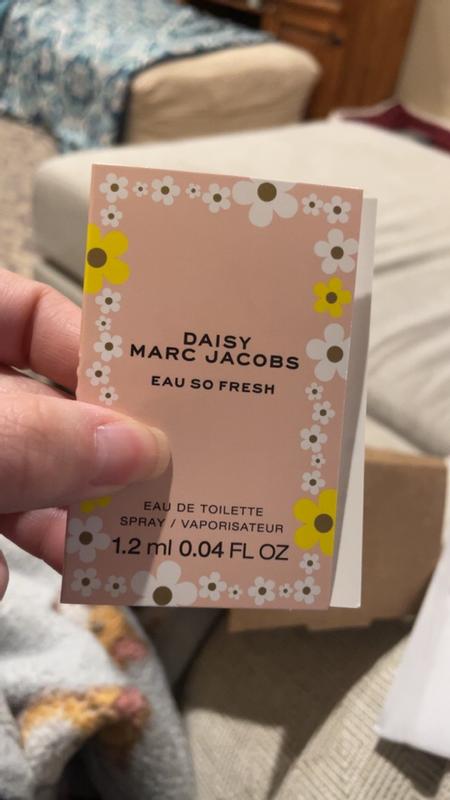 DAISY
MARC JACOBS
EAU SO FRESH
EAU DE TOILETTE
SPRAY / VAPORISATEUR
1.2 ml 0.04 FL OZ